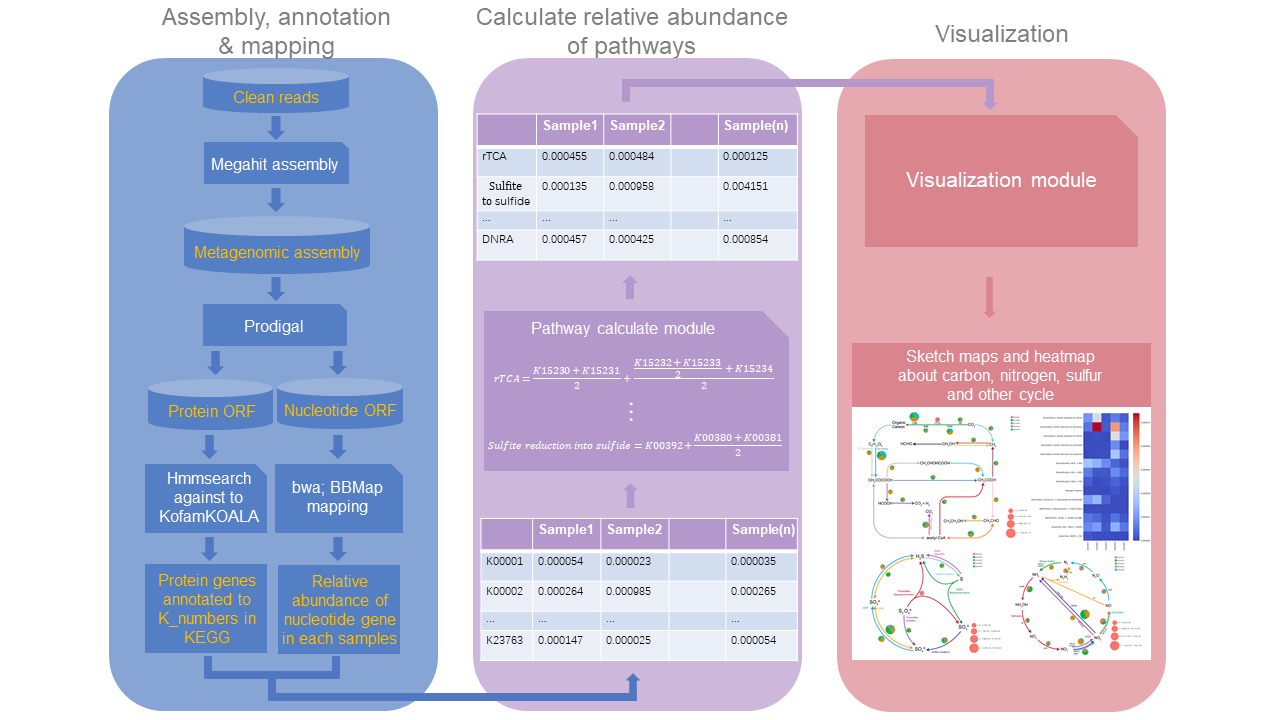 Assembly, annotation
& mapping
Clean reads
Megahit assembly
Metagenomic assembly
Prodigal
Protein ORF
Nucleotide ORF
Hmmsearch
against to
KofamKOALA
bwa; BBMap
mapping
Protein genes
annotated to
K_numbers in
KEGG
Relative
abundance of
nucleotide gene
in each samples
Calculate relative abundance
of pathways
Sample1 Sample2 Sample(n)
rTCA 0.000455 0.000484 0.000125
Sulfite
to sulfide 0.000135 0.000958 0.004151
... ... ... ...
DNRA 0.000457 0.000425 0.000854
Pathway calculate module
rTCA = (K15230 + K15231)/2 + ((K15232 + K15233)/2 + K15234)/2
⋮
Sulfite reduction into sulfide = K00392 + (K00380 + K00381)/2
Sample1 Sample2 Sample(n)
K00001 0.000054 0.000023 0.000035
K00002 0.000264 0.000985 0.000265
... ... ... ...
K23763 0.000147 0.000025 0.000054
Visualization
Visualization module
Sketch maps and heatmap
about carbon, nitrogen, sulfur
and other cycle
Organic
Carbon